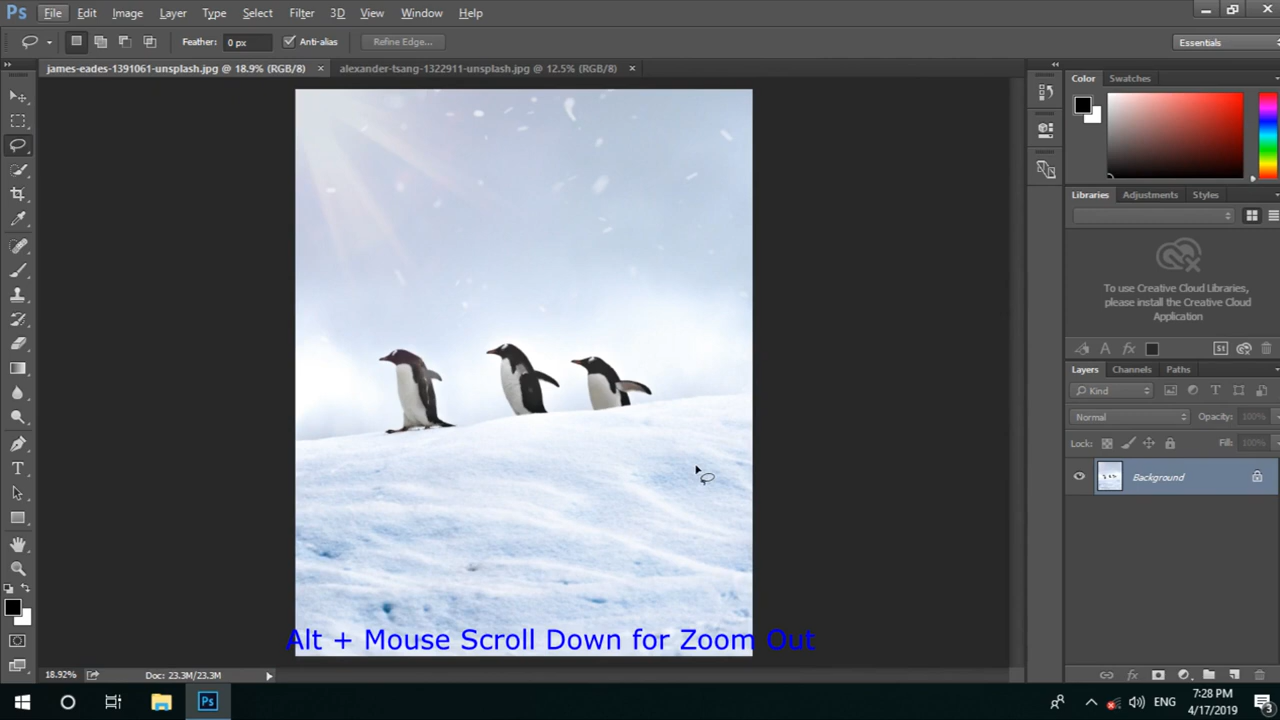 Ps File Edit Image Layer Type Select Filter 3D View Window Help
Feather: 0 px Anti-alias Refine Edge... Essentials
james-eades-1391061-unsplash.jpg @ 18.9% (RGB/8) × alexander-tsang-1322911-unsplash.jpg @ 12.5% (RGB/8) ×
Color Swatches
Libraries Adjustments Styles
To use Creative Cloud Libraries,
please install the Creative Cloud
Application
Layers Channels Paths
Kind
Normal Opacity: 100%
Lock: Fill: 100%
Background
Alt + Mouse Scroll Down for Zoom Out
18.92% Doc: 23.3M/23.3M
Ps ENG 7:28 PM
4/17/2019 3